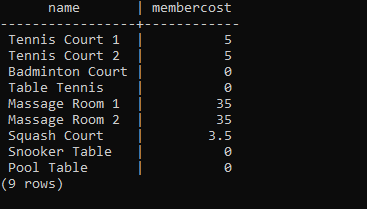 name       | membercost
-----------------+------------
 Tennis Court 1  |          5
 Tennis Court 2  |          5
 Badminton Court |          0
 Table Tennis    |          0
 Massage Room 1  |         35
 Massage Room 2  |         35
 Squash Court    |        3.5
 Snooker Table   |          0
 Pool Table      |          0
(9 rows)